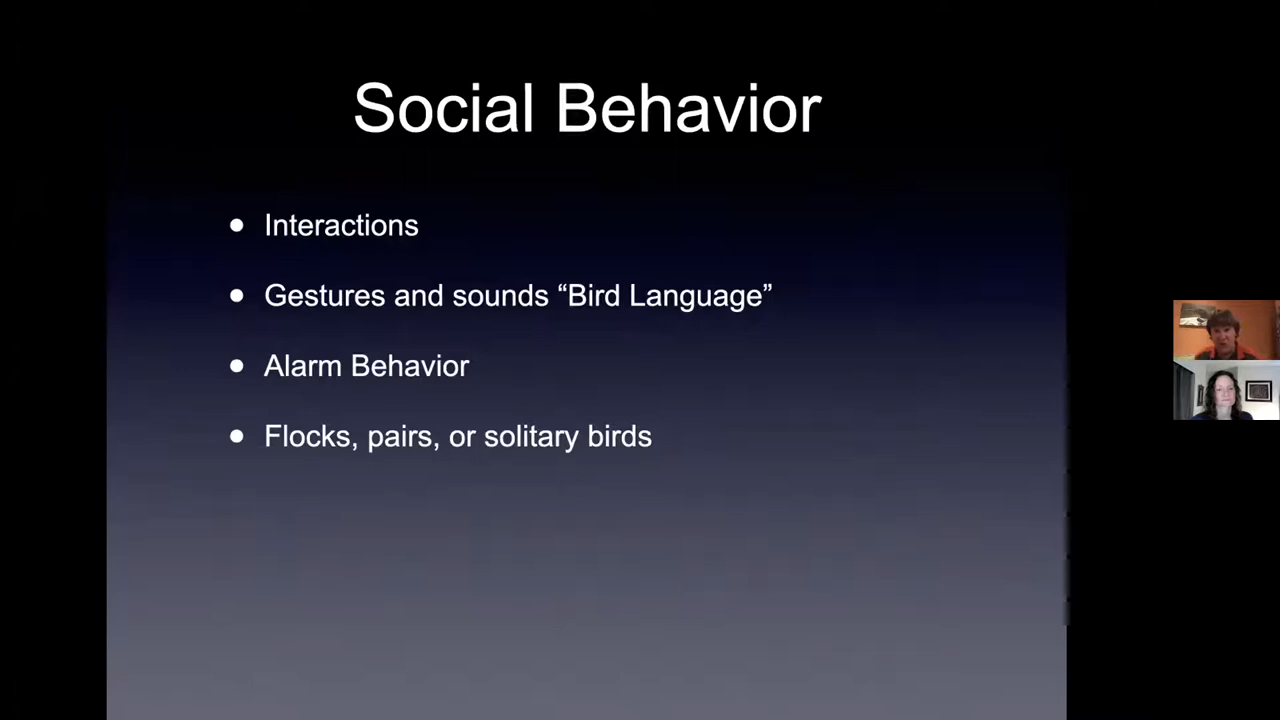 Social Behavior
• Interactions
• Gestures and sounds “Bird Language”
• Alarm Behavior
• Flocks, pairs, or solitary birds